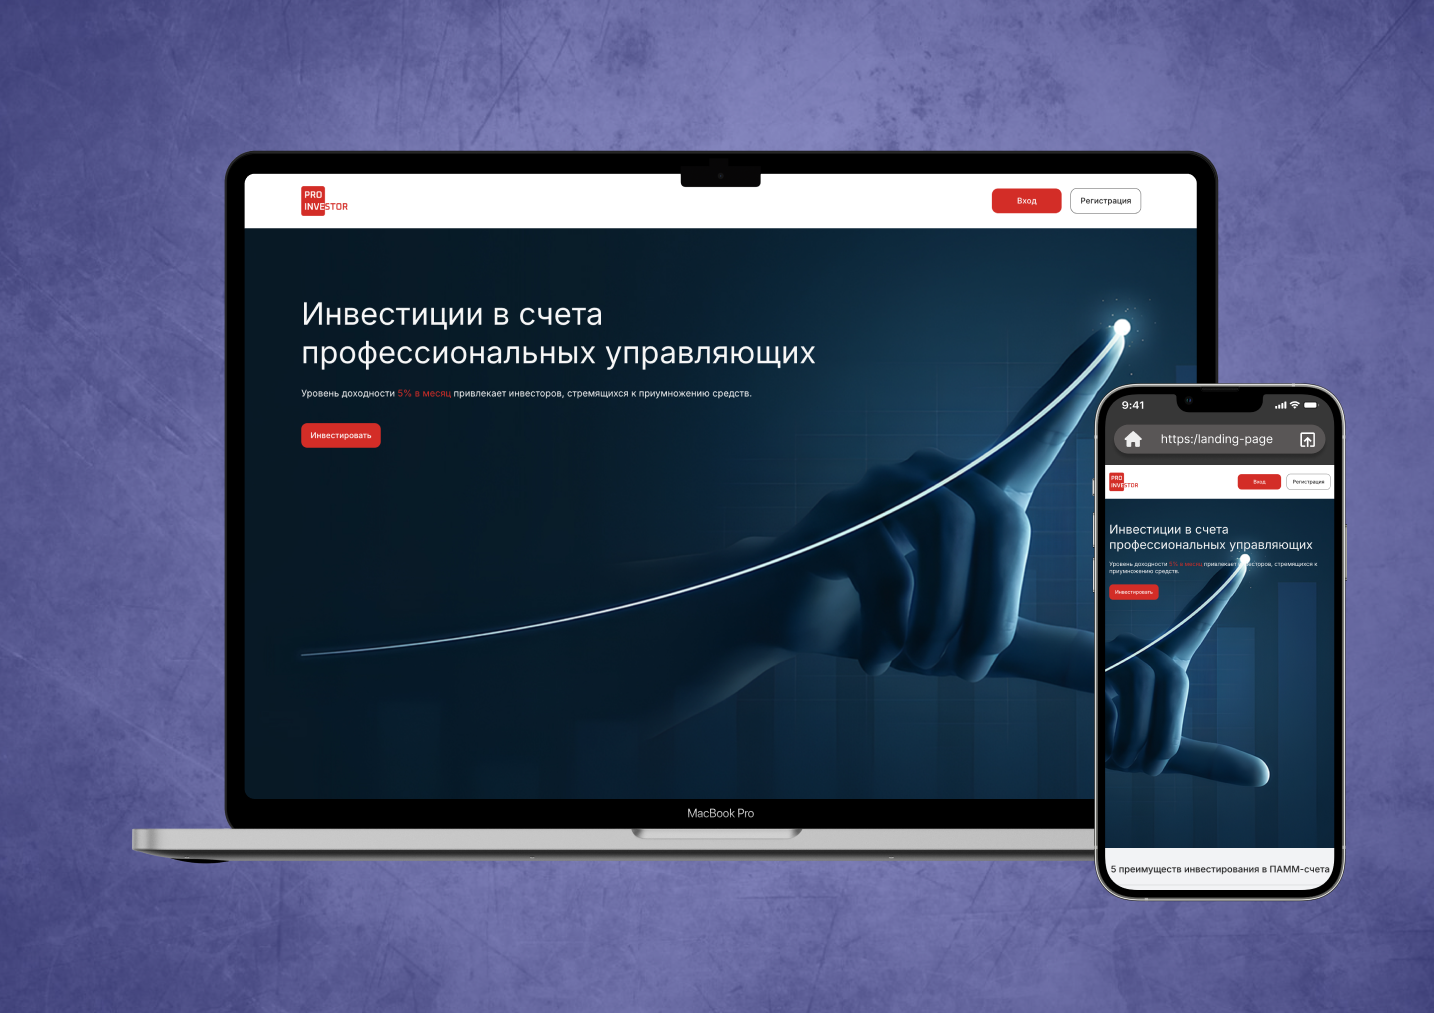 PRO
INVESTOR
Вход
Регистрация
Инвестиции в счета
профессиональных управляющих
Уровень доходности 5% в месяц привлекает инвесторов, стремящихся к приумножению средств.
Инвестировать
MacBook Pro
9:41
https:/landing-page
PRO
INVESTOR
Вход
Регистрация
Инвестиции в счета
профессиональных управляющих
Уровень доходности 5% в месяц привлекает инвесторов, стремящихся к
приумножению средств.
Инвестировать
5 преимуществ инвестирования в ПАММ-счета